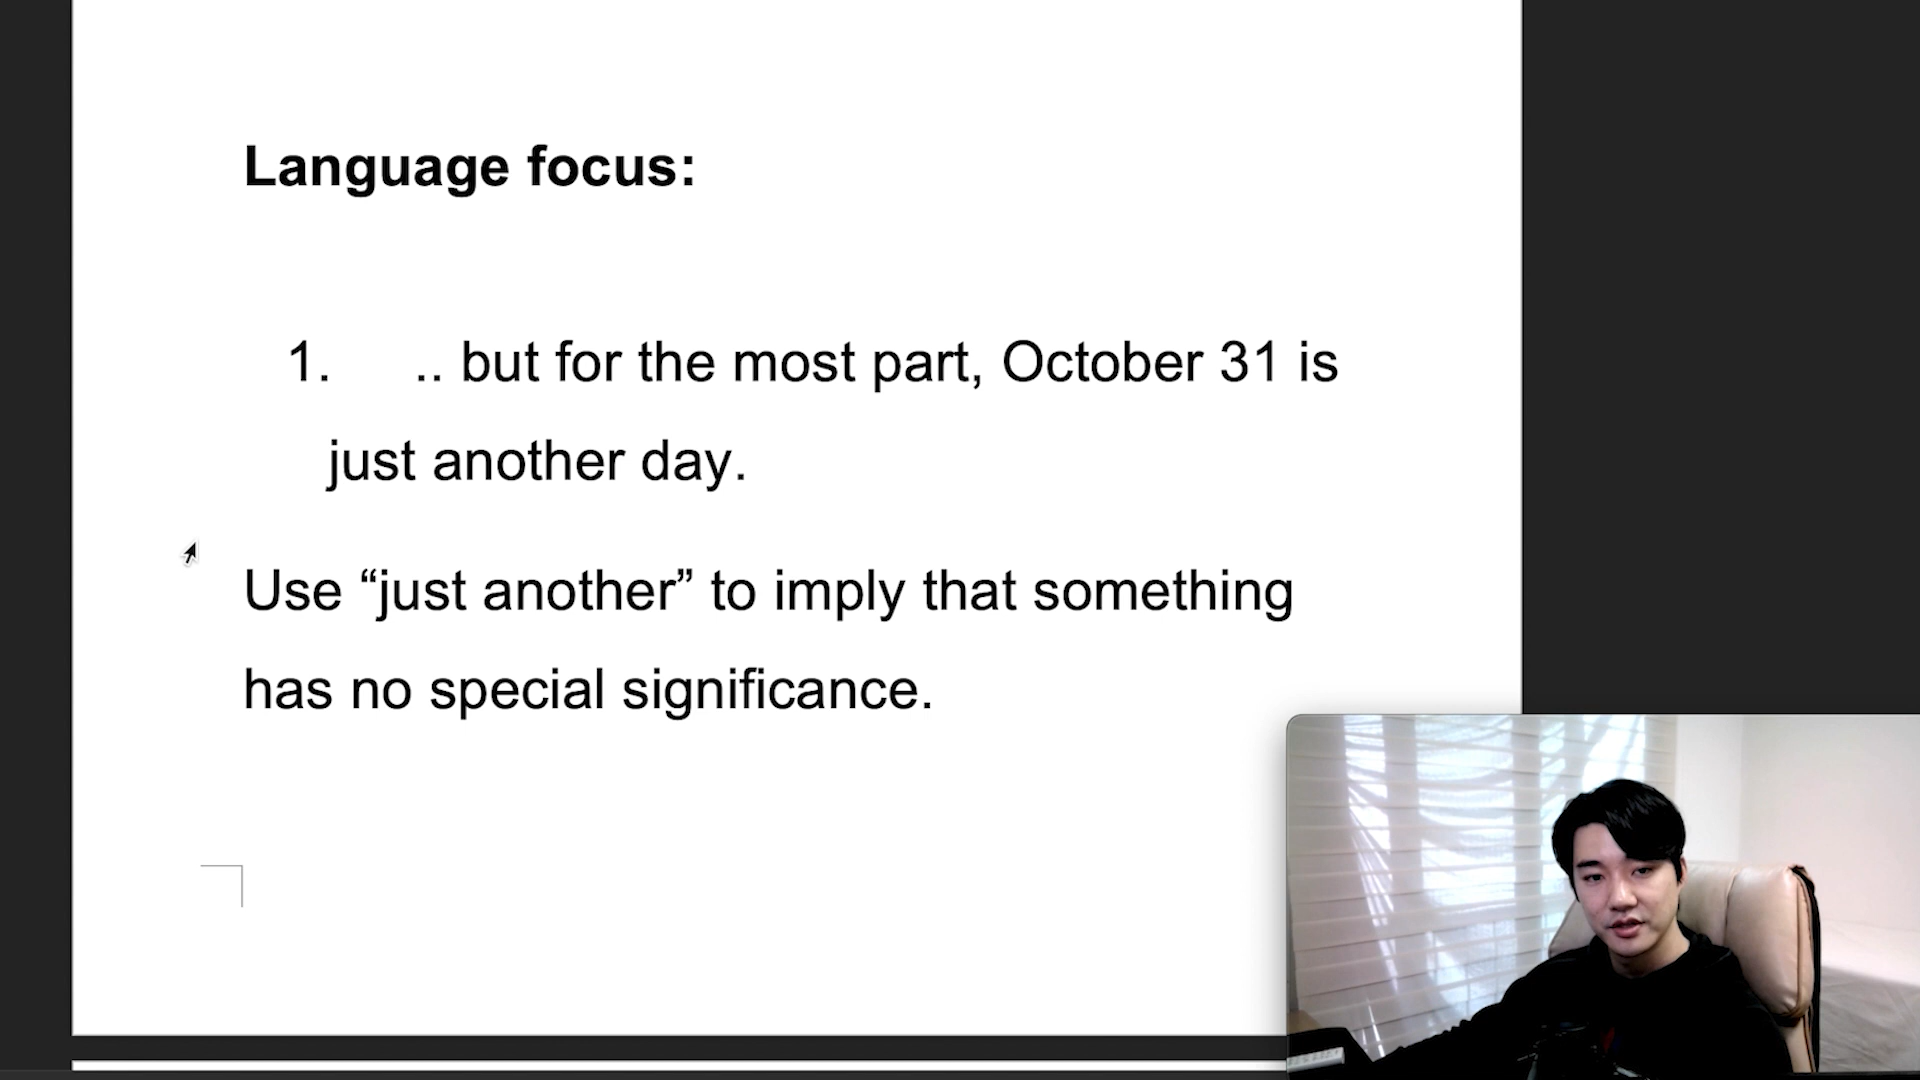 Language focus:
1. .. but for the most part, October 31 is
just another day.
Use “just another” to imply that something
has no special significance.